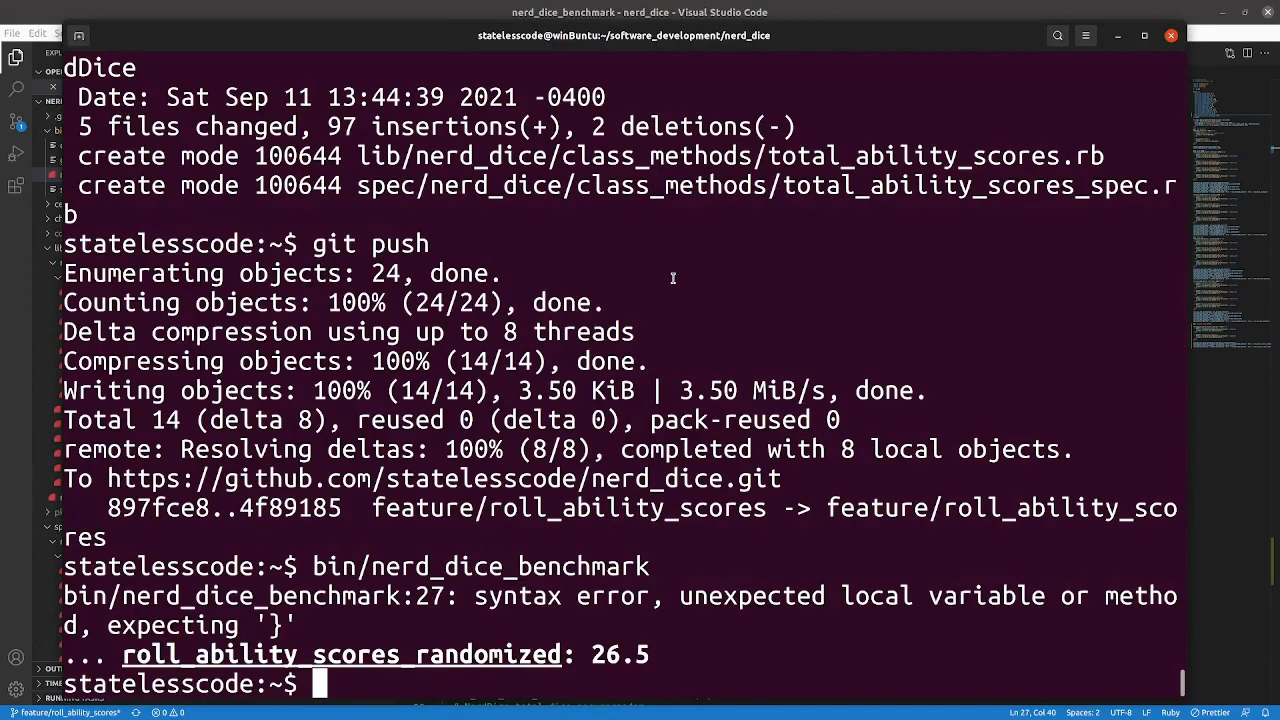 nerd_dice_benchmark - nerd_dice - Visual Studio Code
File Edit
statelesscode@winBuntu:~/software_development/nerd_dice
dDice
Date: Sat Sep 11 13:44:39 2021 -0400
5 files changed, 97 insertions(+), 2 deletions(-)
create mode 100644 lib/nerd_dice/class_methods/total_ability_scores.rb
create mode 100644 spec/nerd_dice/class_methods/total_ability_scores_spec.r
b
statelesscode:~$ git push
Enumerating objects: 24, done.
Counting objects: 100% (24/24), done.
Delta compression using up to 8 threads
Compressing objects: 100% (14/14), done.
Writing objects: 100% (14/14), 3.50 KiB | 3.50 MiB/s, done.
Total 14 (delta 8), reused 0 (delta 0), pack-reused 0
remote: Resolving deltas: 100% (8/8), completed with 8 local objects.
To https://github.com/statelesscode/nerd_dice.git
897fce8..4f89185  feature/roll_ability_scores -> feature/roll_ability_sco
res
statelesscode:~$ bin/nerd_dice_benchmark
bin/nerd_dice_benchmark:27: syntax error, unexpected local variable or metho
d, expecting '}'
... roll_ability_scores_randomized: 26.5
statelesscode:~$
feature/roll_ability_scores* 0 0 Ln 27, Col 40 Spaces: 2 UTF-8 LF Ruby Prettier